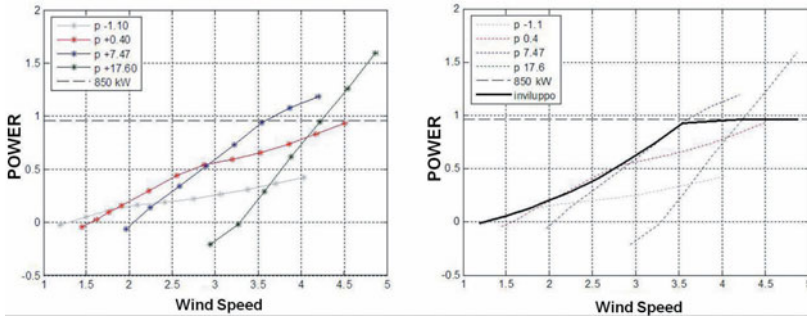 p -1.10
p +0.40
p +7.47
p +17.60
850 kW
2
1.5
1
0.5
0
-0.5
POWER
1 1.5 2 2.5 3 3.5 4 4.5 5
Wind Speed
p -1.1
p 0.4
p 7.47
p 17.6
850 kW
inviluppo
2
1.5
1
0.5
0
-0.5
POWER
1 1.5 2 2.5 3 3.5 4 4.5 5
Wind Speed